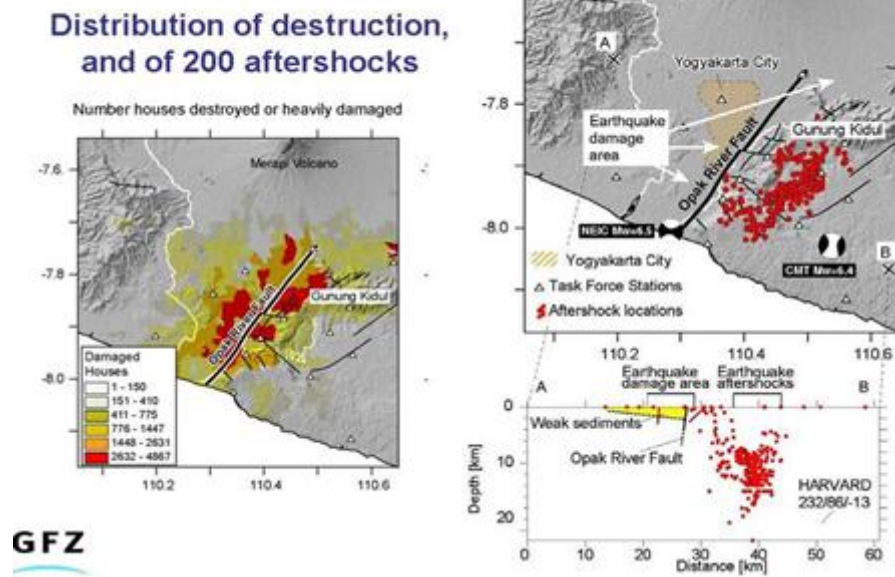 Distribution of destruction,
and of 200 aftershocks
Number houses destroyed or heavily damaged
-7.6
-7.8
-8.0
Merapi Volcano
Gunung Kidul
Opak River Fault
Damaged
Houses
1 - 150
151 - 410
411 - 775
776 - 1447
1448 - 2631
2632 - 4867
110.2
110.4
110.6
GFZ
A
Yogyakarta City
-7.8
Earthquake
damage
area
Gunung Kidul
Opak River Fault
-8.0
NEIC Mw=6.5
B
CMT Mw=6.4
Yogyakarta City
Task Force Stations
Aftershock locations
110.2
110.4
110.6
Earthquake
damage area
Earthquake
aftershocks
A
B
0
Weak sediments
Opak River Fault
10
20
Depth [km]
HARVARD
232/86/-13
0
10
20
30
40
50
60
Distance [km]